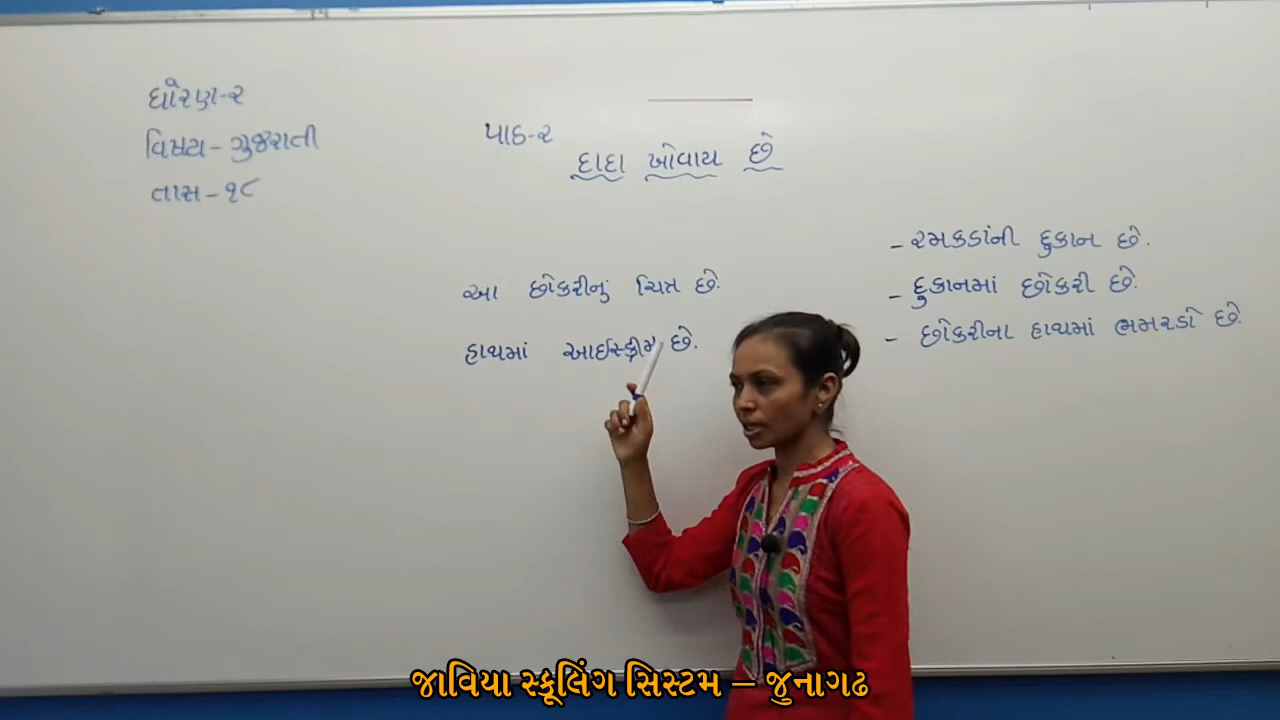 ધોરણ-૨
વિષય - ગુજરાતી
તાસ - ૧૮
પાઠ-૨
દાદા ખોવાય છે
આ છોકરીનું ચિત્ર છે.
હાથમાં આઈસ્ક્રીમ છે.
- રમકડાંની દુકાન છે.
- દુકાનમાં છોકરી છે.
- છોકરીના હાથમાં ભમરડો છે.
જાવિયા સ્કૂલિંગ સિસ્ટમ – જુનાગઢ